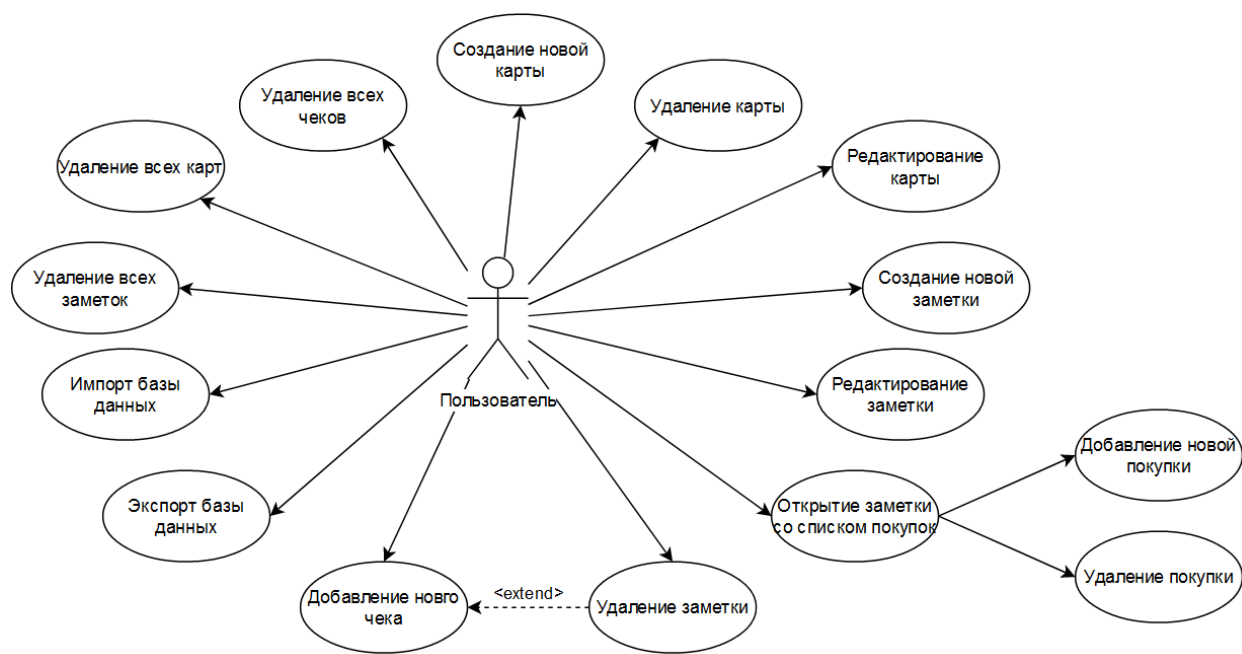 Создание новой
карты
Удаление всех
чеков
Удаление карты
Удаление всех карт
Редактирование
карты
Удаление всех
заметок
Создание новой
заметки
Импорт базы
данных
Пользователь
Редактирование
заметки
Добавление новой
покупки
Экспорт базы
данных
Открытие заметки
со списком покупок
Удаление покупки
Добавление новго
чека
<extend>
Удаление заметки